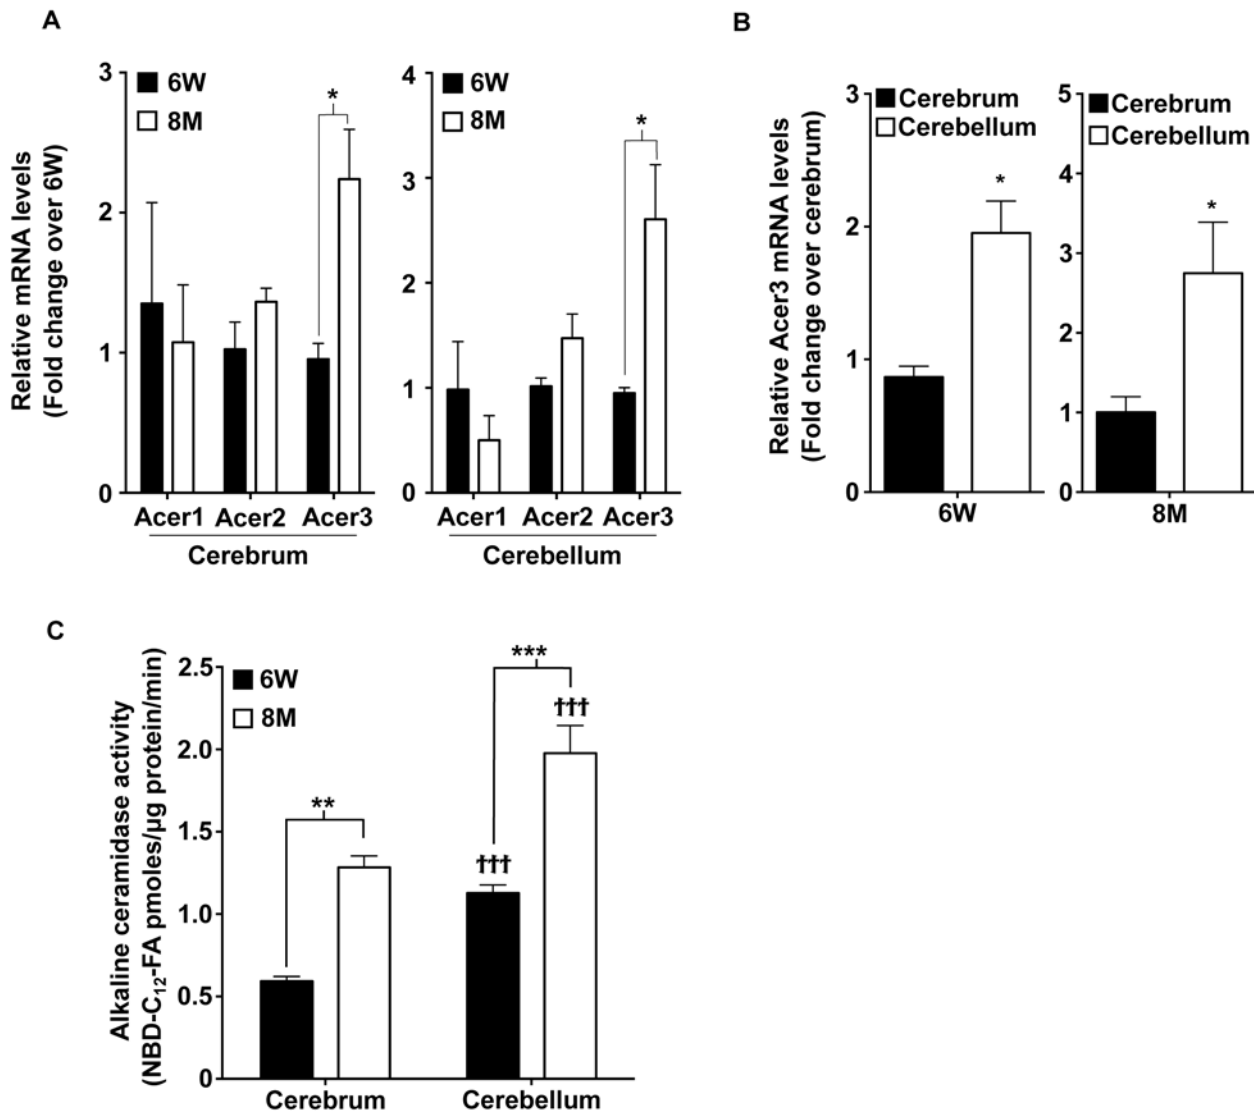 A
Relative mRNA levels
(Fold change over 6W)
3
2
1
0
6W
8M
*
Acer1 Acer2 Acer3
Cerebrum
4
3
2
1
0
6W
8M
*
Acer1 Acer2 Acer3
Cerebellum
B
Relative Acer3 mRNA levels
(Fold change over cerebrum)
3
2
1
0
Cerebrum
Cerebellum
*
6W
5
4
3
2
1
0
Cerebrum
Cerebellum
*
8M
C
Alkaline ceramidase activity
(NBD-C₁₂-FA pmoles/µg protein/min)
2.5
2.0
1.5
1.0
0.5
0
6W
8M
**
***
†††
†††
Cerebrum Cerebellum